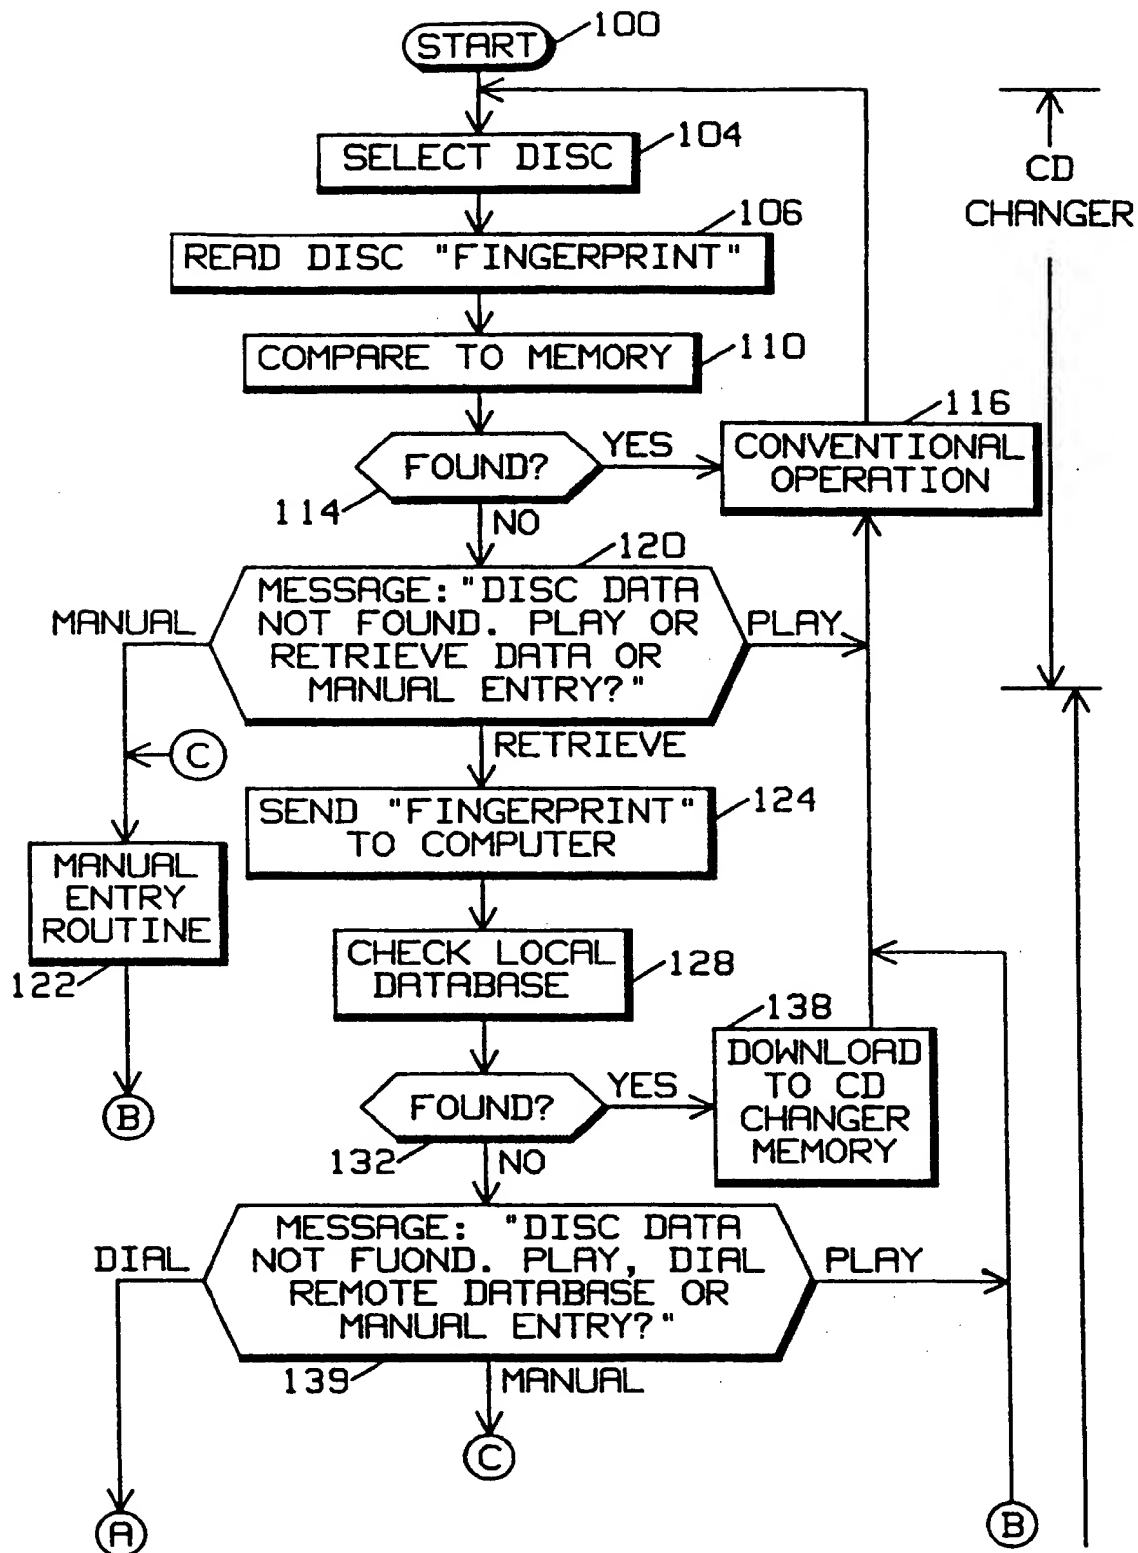 START
100
SELECT DISC
104
READ DISC "FINGERPRINT"
106
CD
CHANGER
COMPARE TO MEMORY
110
FOUND?
114
YES
NO
CONVENTIONAL
OPERATION
116
120
MESSAGE: "DISC DATA
NOT FOUND. PLAY OR
RETRIEVE DATA OR
MANUAL ENTRY?"
MANUAL
PLAY
RETRIEVE
C
SEND "FINGERPRINT"
TO COMPUTER
124
MANUAL
ENTRY
ROUTINE
122
B
CHECK LOCAL
DATABASE
128
FOUND?
132
YES
NO
138
DOWNLOAD
TO CD
CHANGER
MEMORY
MESSAGE: "DISC DATA
NOT FUOND. PLAY, DIAL
REMOTE DATABASE OR
MANUAL ENTRY?"
139
DIAL
PLAY
MANUAL
C
A
B